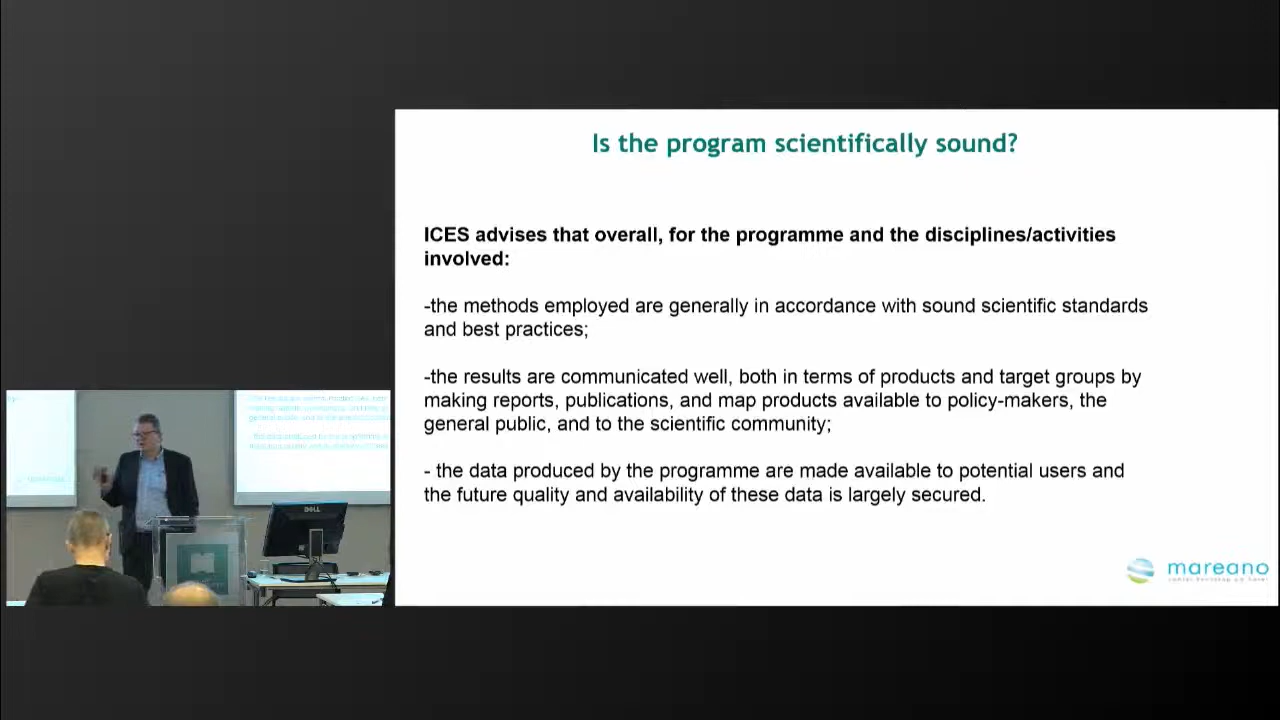 Is the program scientifically sound?
ICES advises that overall, for the programme and the disciplines/activities
involved:
-the methods employed are generally in accordance with sound scientific standards
and best practices;
-the results are communicated well, both in terms of products and target groups by
making reports, publications, and map products available to policy-makers, the
general public, and to the scientific community;
- the data produced by the programme are made available to potential users and
the future quality and availability of these data is largely secured.
mareano
DELL